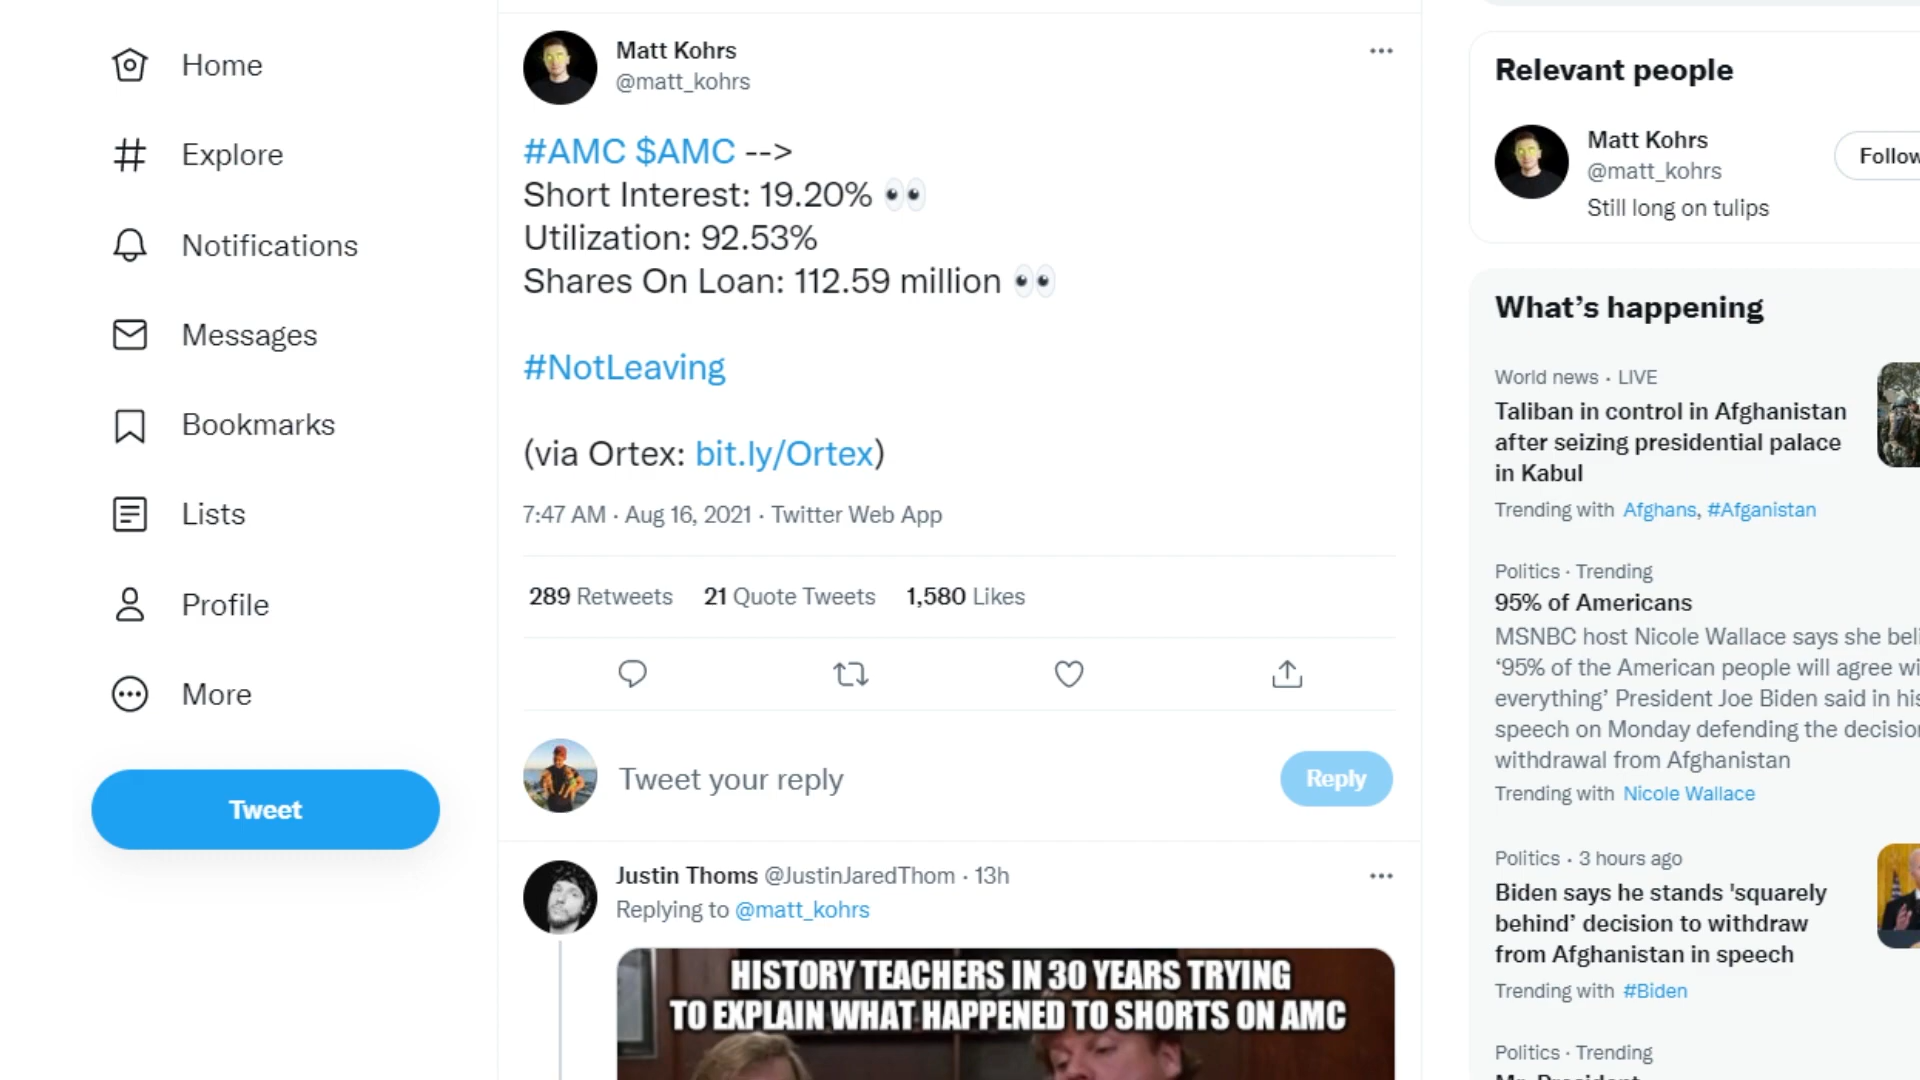 Home
Explore
Notifications
Messages
Bookmarks
Lists
Profile
More
Tweet
Matt Kohrs
@matt_kohrs
#AMC $AMC -->
Short Interest: 19.20% 👀
Utilization: 92.53%
Shares On Loan: 112.59 million 👀
#NotLeaving
(via Ortex: bit.ly/Ortex)
7:47 AM · Aug 16, 2021 · Twitter Web App
289 Retweets 21 Quote Tweets 1,580 Likes
Tweet your reply
Reply
Justin Thoms @JustinJaredThom · 13h
Replying to @matt_kohrs
HISTORY TEACHERS IN 30 YEARS TRYING
TO EXPLAIN WHAT HAPPENED TO SHORTS ON AMC
Relevant people
Matt Kohrs
@matt_kohrs
Follow
Still long on tulips
What's happening
World news · LIVE
Taliban in control in Afghanistan
after seizing presidential palace
in Kabul
Trending with Afghans, #Afganistan
Politics · Trending
95% of Americans
MSNBC host Nicole Wallace says she
‘95% of the American people will agree
everything’ President Joe Biden said in his
speech on Monday defending the
withdrawal from Afghanistan
Trending with Nicole Wallace
Politics · 3 hours ago
Biden says he stands 'squarely
behind’ decision to withdraw
from Afghanistan in speech
Trending with #Biden
Politics · Trending
Mr. President